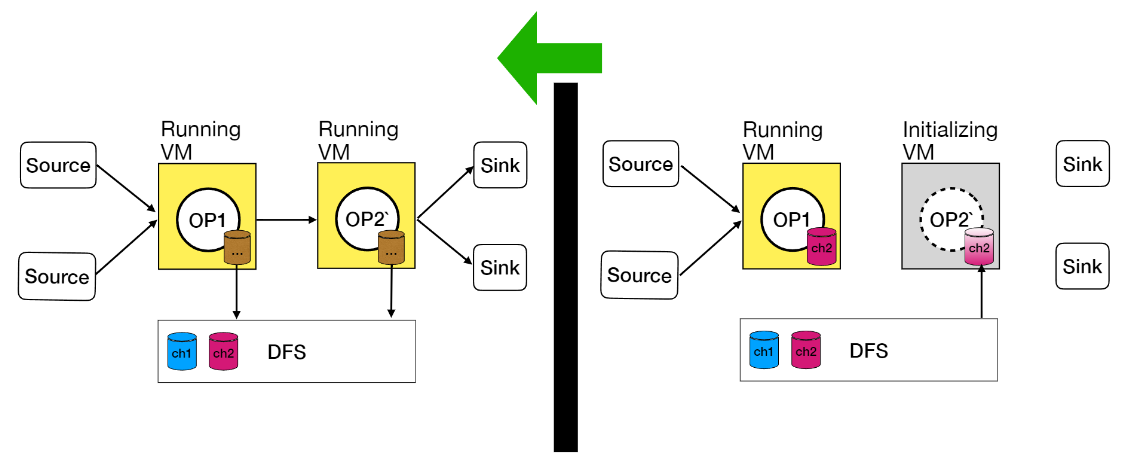 Running
VM
Running
VM
Source
Source
OP1
...
OP2`
...
Sink
Sink
ch1
ch2
DFS
Running
VM
Initializing
VM
Source
Source
OP1
ch2
OP2`
ch2
Sink
Sink
ch1
ch2
DFS